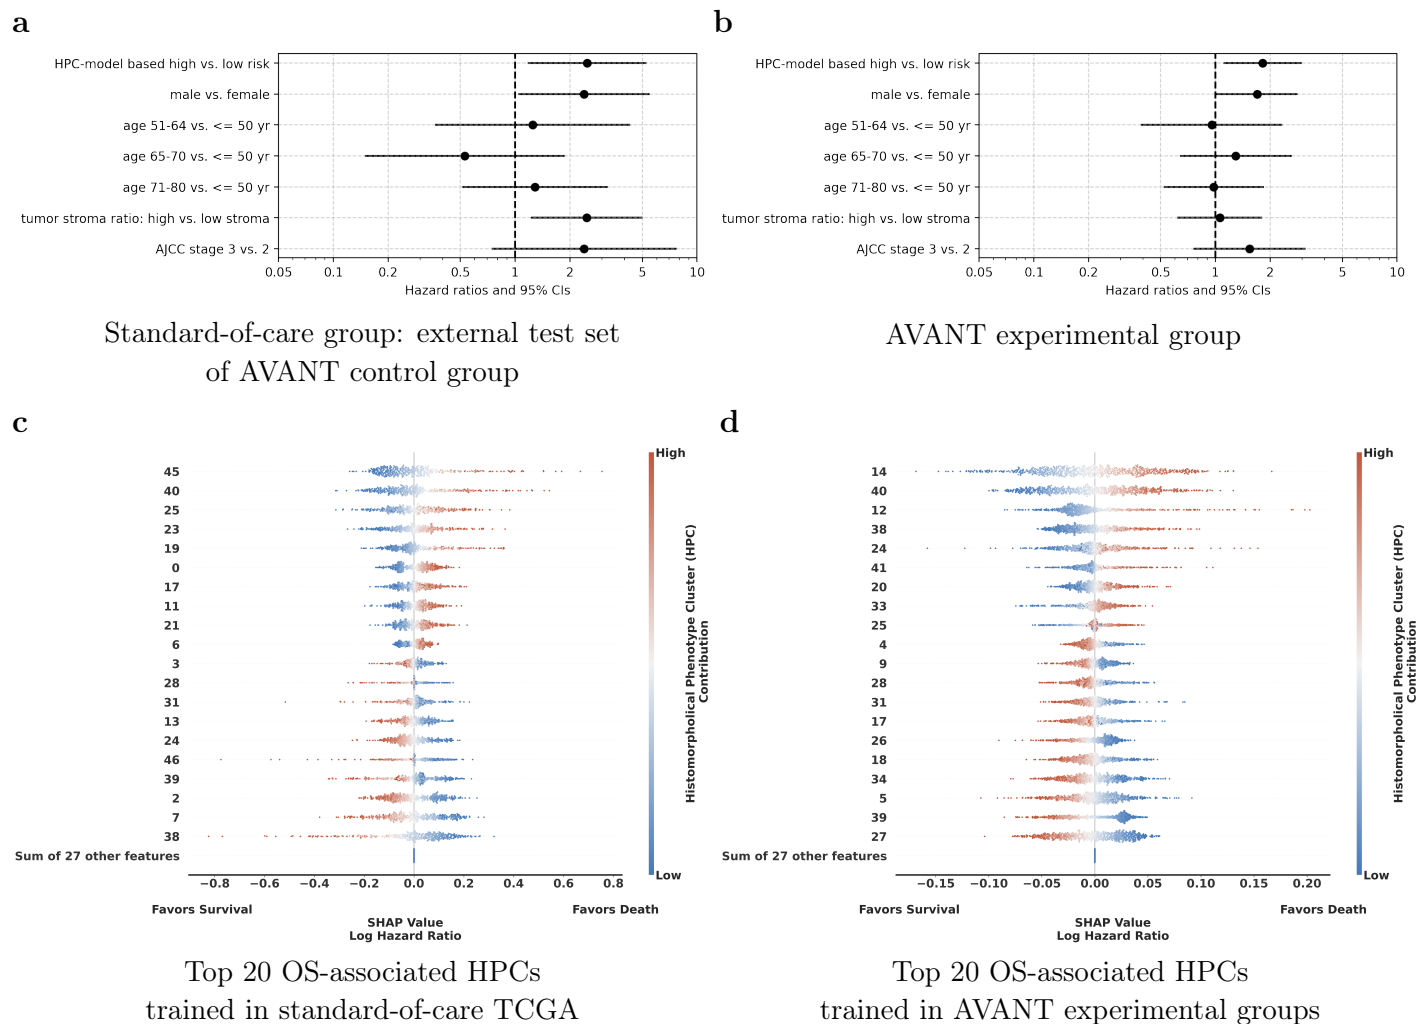 a
HPC-model based high vs. low risk
male vs. female
age 51-64 vs. <= 50 yr
age 65-70 vs. <= 50 yr
age 71-80 vs. <= 50 yr
tumor stroma ratio: high vs. low stroma
AJCC stage 3 vs. 2
0.05 0.1 0.2 0.5 1 2 5 10
Hazard ratios and 95% CIs
Standard-of-care group: external test set
of AVANT control group
b
HPC-model based high vs. low risk
male vs. female
age 51-64 vs. <= 50 yr
age 65-70 vs. <= 50 yr
age 71-80 vs. <= 50 yr
tumor stroma ratio: high vs. low stroma
AJCC stage 3 vs. 2
0.05 0.1 0.2 0.5 1 2 5 10
Hazard ratios and 95% CIs
AVANT experimental group
c
45
40
25
23
19
0
17
11
21
6
3
28
31
13
24
46
39
2
7
38
Sum of 27 other features
−0.8 −0.6 −0.4 −0.2 0.0 0.2 0.4 0.6 0.8
Favors Survival
Favors Death
SHAP Value
Log Hazard Ratio
High
Low
Histomorpholical Phenotype Cluster (HPC)
Contribution
Top 20 OS-associated HPCs
trained in standard-of-care TCGA
d
14
40
12
38
24
41
20
33
25
4
9
28
31
17
26
18
34
5
39
27
Sum of 27 other features
−0.15 −0.10 −0.05 0.00 0.05 0.10 0.15 0.20
Favors Survival
Favors Death
SHAP Value
Log Hazard Ratio
High
Low
Histomorpholical Phenotype Cluster (HPC)
Contribution
Top 20 OS-associated HPCs
trained in AVANT experimental groups